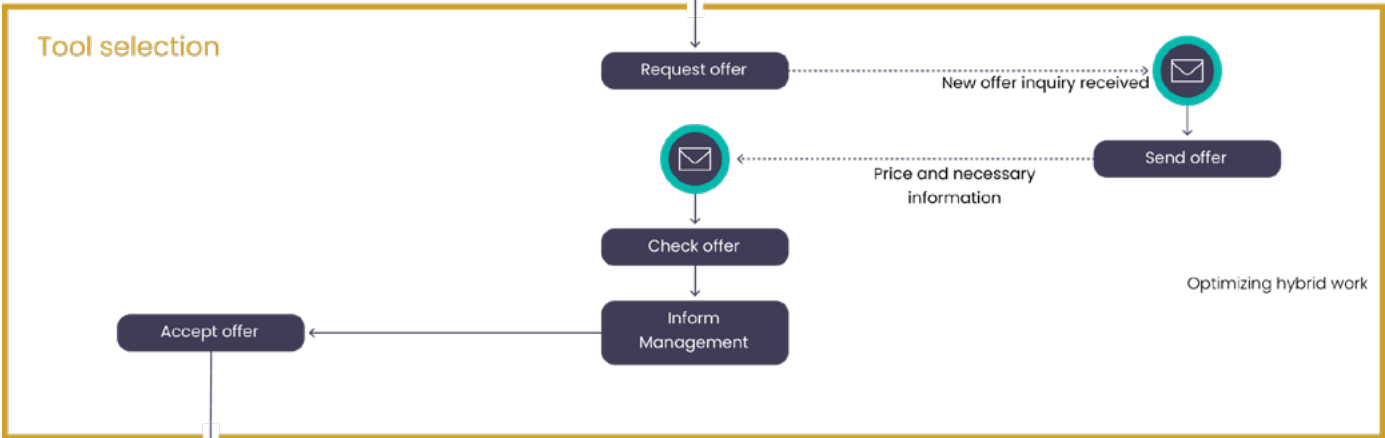 Tool selection
Request offer
New offer inquiry received
Send offer
Price and necessary
information
Check offer
Optimizing hybrid work
Inform
Management
Accept offer